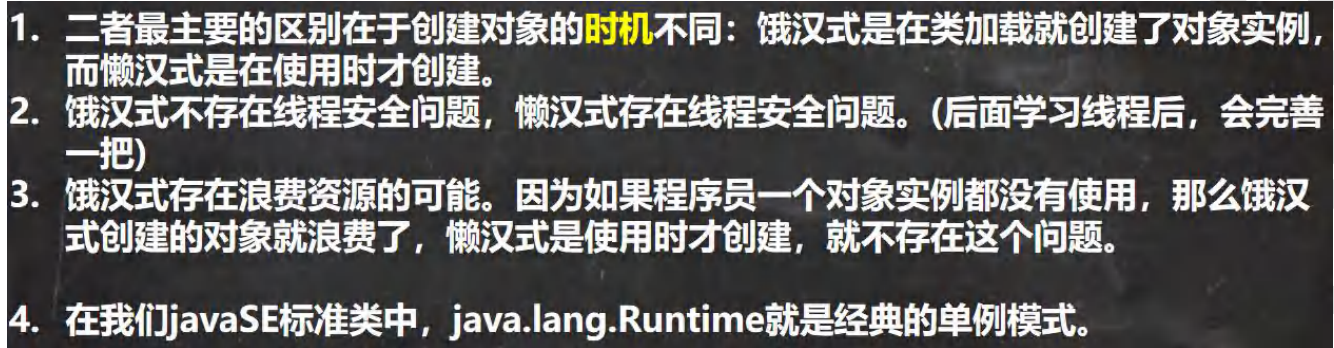 1. 二者最主要的区别在于创建对象的时机不同：饿汉式是在类加载就创建了对象实例，
而懒汉式是在使用时才创建。
2. 饿汉式不存在线程安全问题，懒汉式存在线程安全问题。(后面学习线程后，会完善
一把)
3. 饿汉式存在浪费资源的可能。因为如果程序员一个对象实例都没有使用，那么饿汉
式创建的对象就浪费了，懒汉式是使用时才创建，就不存在这个问题。
4. 在我们javaSE标准类中，java.lang.Runtime就是经典的单例模式。